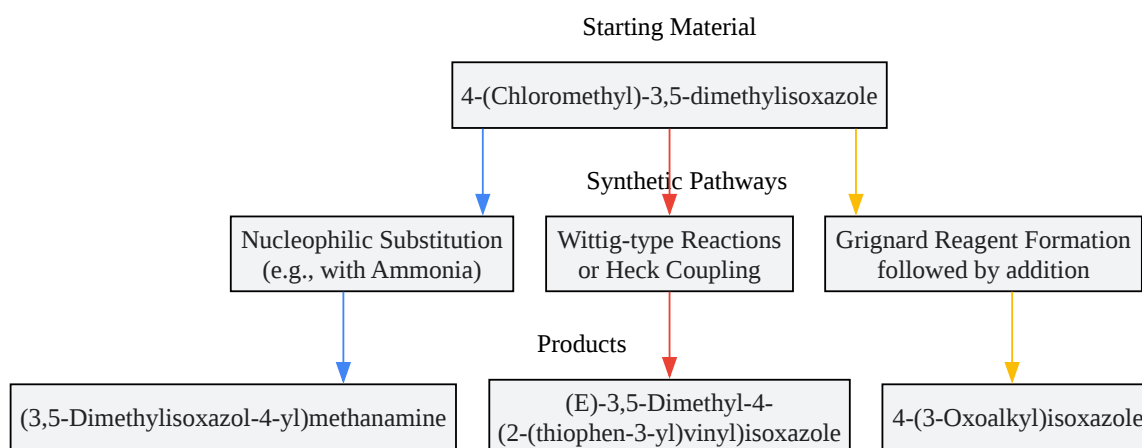 Starting Material
4-(Chloromethyl)-3,5-dimethylisoxazole
Synthetic Pathways
Nucleophilic Substitution
(e.g., with Ammonia)
Wittig-type Reactions
or Heck Coupling
Grignard Reagent Formation
followed by addition
Products
(3,5-Dimethylisoxazol-4-yl)methanamine
(E)-3,5-Dimethyl-4-
(2-(thiophen-3-yl)vinyl)isoxazole
4-(3-Oxoalkyl)isoxazole